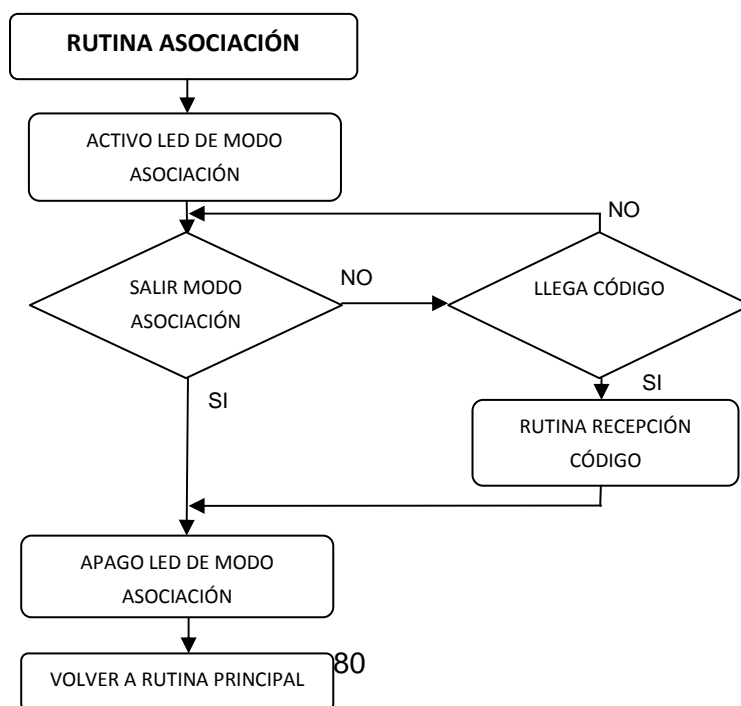 RUTINA ASOCIACIÓN
ACTIVO LED DE MODO
ASOCIACIÓN
NO
SALIR MODO
ASOCIACIÓN
NO
LLEGA CÓDIGO
SI
SI
RUTINA RECEPCIÓN
CÓDIGO
APAGO LED DE MODO
ASOCIACIÓN
VOLVER A RUTINA PRINCIPAL
80